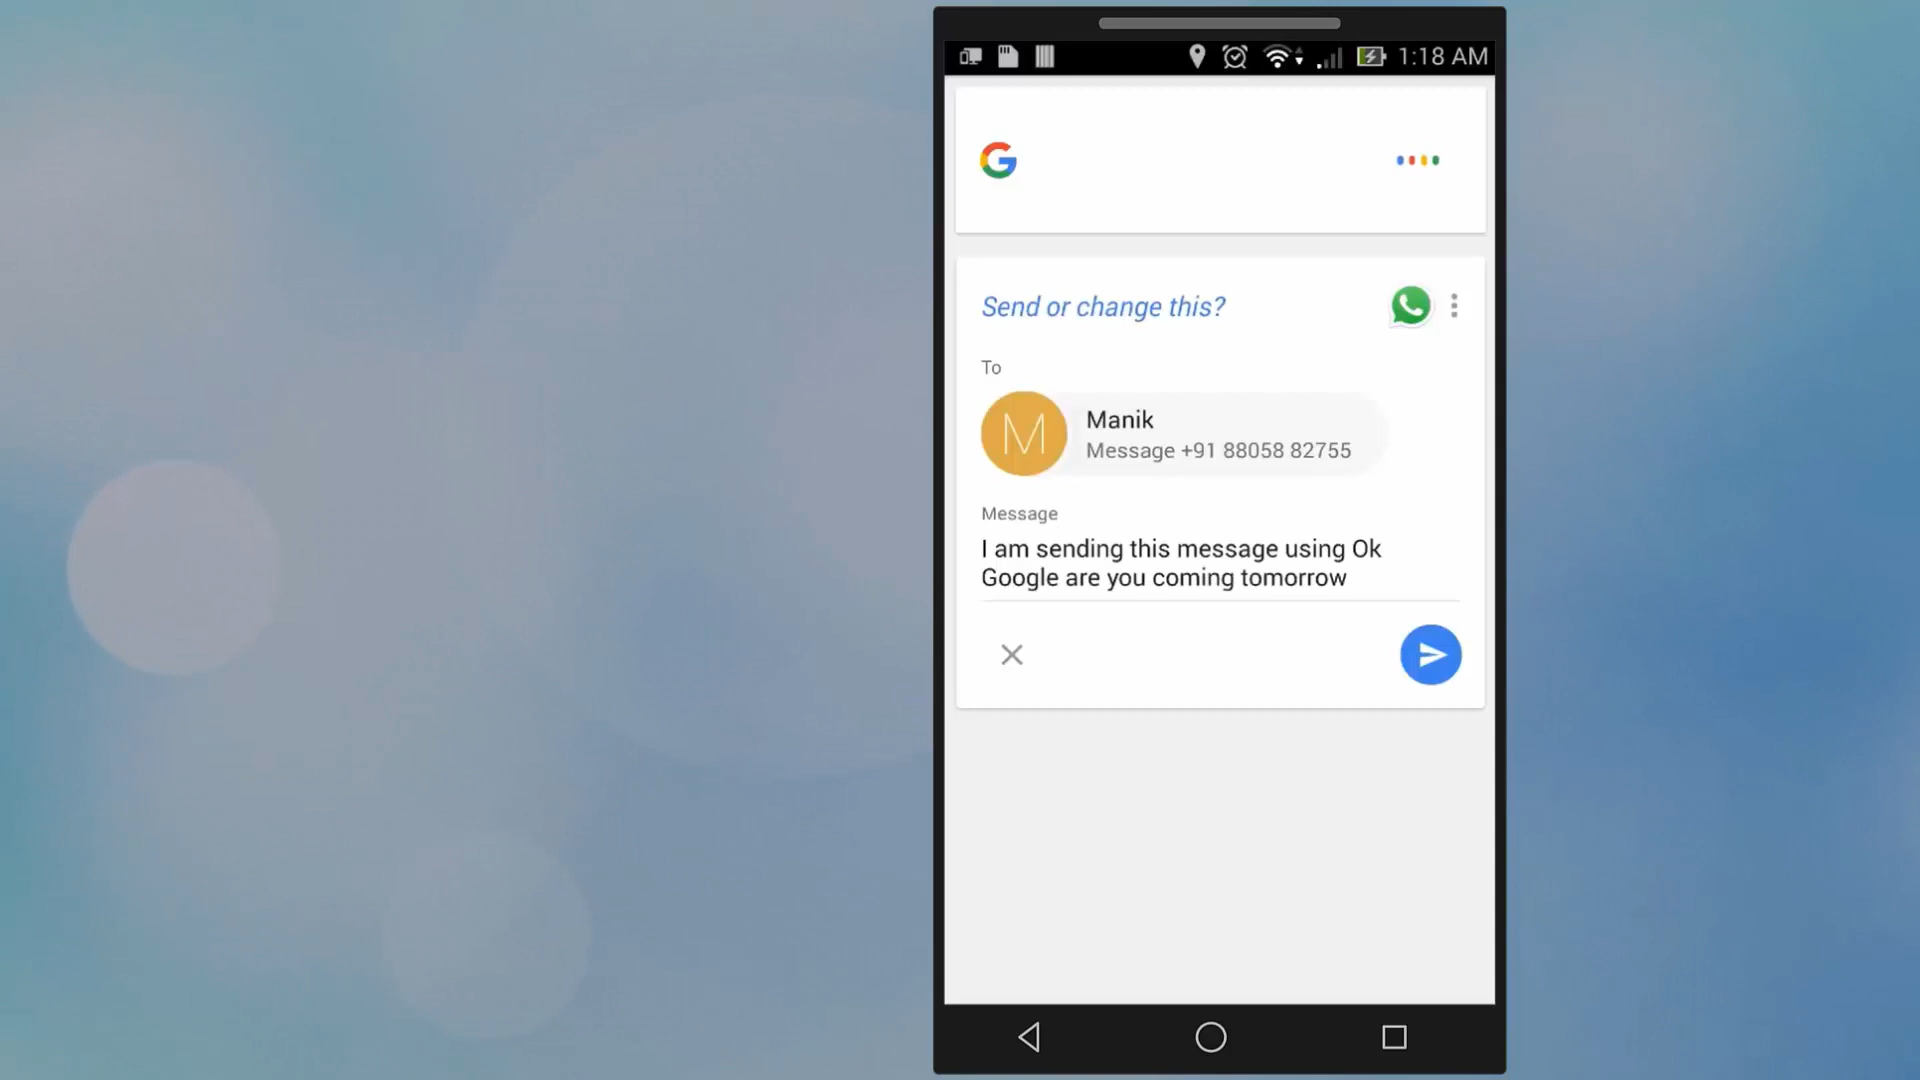 1:18 AM
Send or change this?
To
M
Manik
Message +91 88058 82755
Message
I am sending this message using Ok
Google are you coming tomorrow